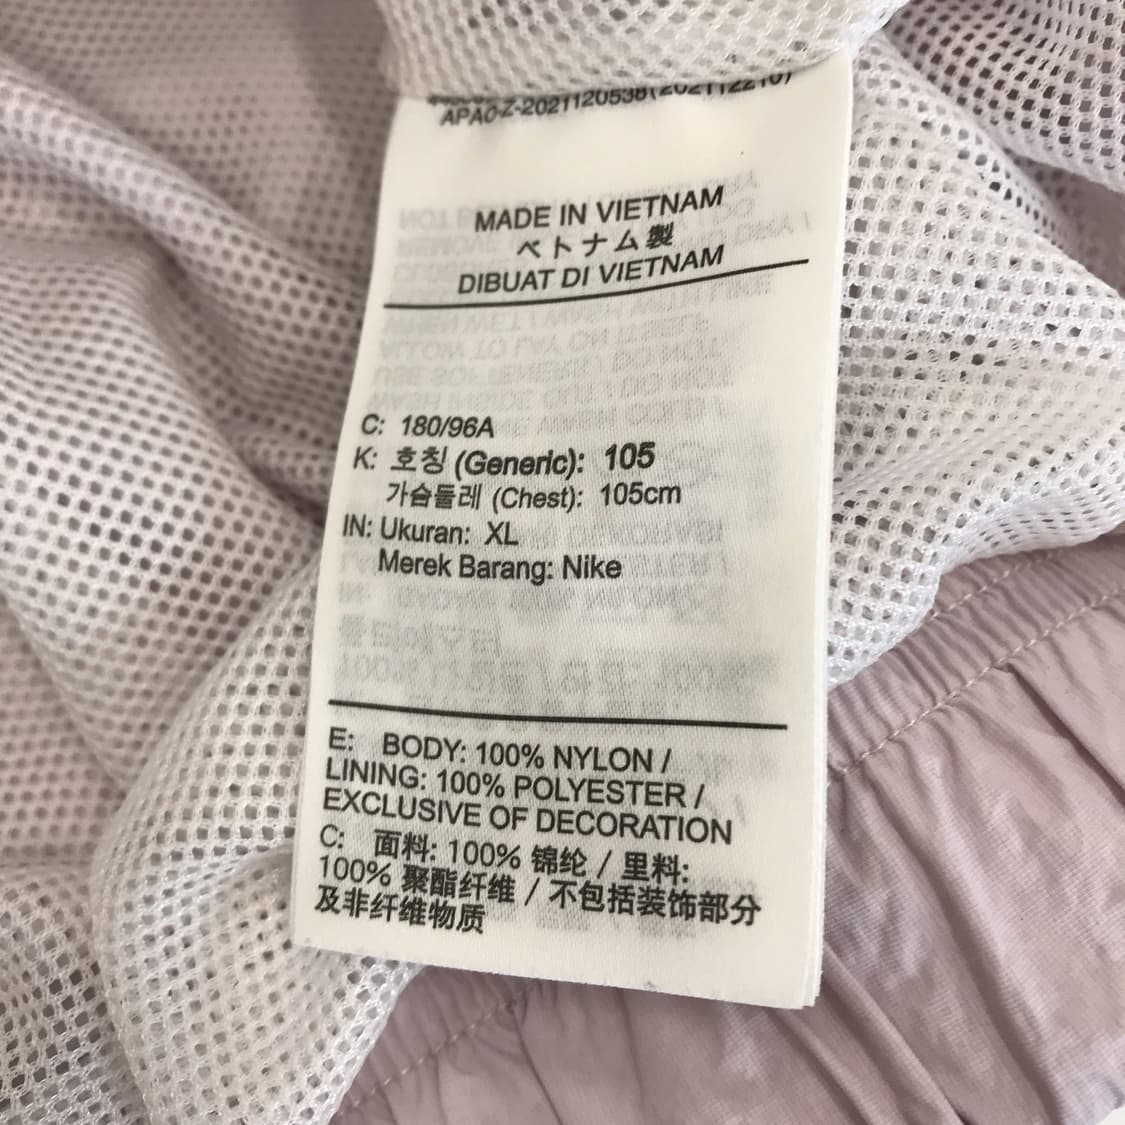 APA0-Z-2021120538(2021122210)
MADE IN VIETNAM
ベトナム製
DIBUAT DI VIETNAM
C: 180/96A
K: 호칭 (Generic): 105
가슴둘레 (Chest): 105cm
IN: Ukuran: XL
Merek Barang: Nike
E: BODY: 100% NYLON /
LINING: 100% POLYESTER /
EXCLUSIVE OF DECORATION
C: 面料: 100% 锦纶 / 里料:
100% 聚酯纤维 / 不包括装饰部分
及非纤维物质